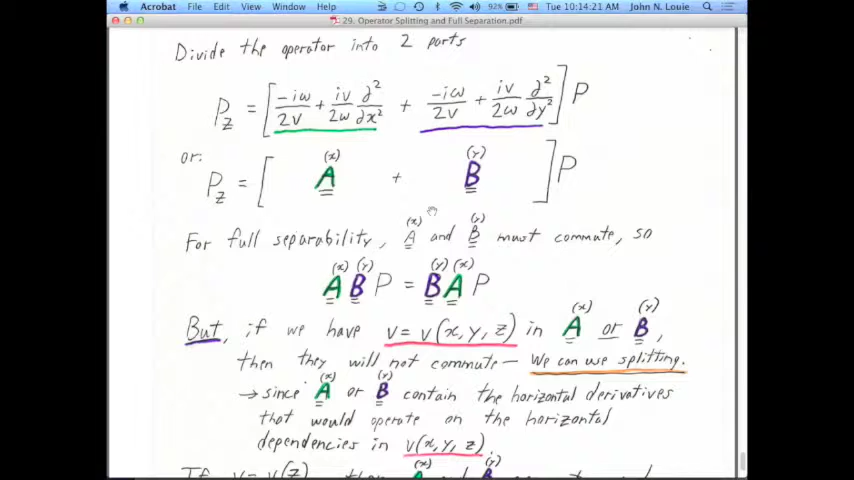 Acrobat File Edit View Window Help 92% Tue 10:14:21 AM John N. Louie
29. Operator Splitting and Full Separation.pdf
Divide the operator into 2 parts
P_z = [ -iω/2v + iv/2ω ∂²/∂x² + -iω/2v + iv/2ω ∂²/∂y² ] P
or:
P_z = [ A^(x) + B^(y) ] P
For full separability, A^(x) and B^(y) must commute, so
A^(x) B^(y) P = B^(y) A^(x) P
But, if we have v = v(x, y, z) in A^(x) or B^(y),
then they will not commute — We can use splitting.
→ since A^(x) or B^(y) contain the horizontal derivatives
that would operate on the horizontal
dependencies in v(x, y, z).
If v = v(z)